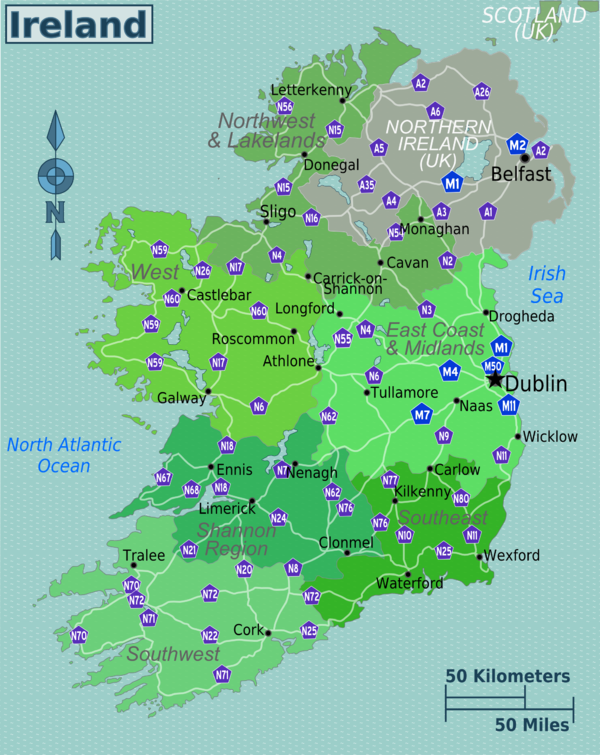 Ireland
SCOTLAND
(UK)
A2
A26
Letterkenny
N56
A6
Northwest
& Lakelands
N15
NORTHERN
IRELAND
(UK)
A5
M2
A2
Donegal
Belfast
N15
A35
M1
A4
Sligo
N16
A3
A1
N54
Monaghan
N59
N4
N2
West
N26
N17
Cavan
Irish
Sea
Carrick-on-
Shannon
N60
Castlebar
N60
Longford
N3
Drogheda
N59
Roscommon
N55
N4
East Coast
& Midlands
M1
N59
N17
Athlone
N6
M4
M50
Dublin
Galway
Tullamore
N6
N62
M7
Naas
M11
North Atlantic
Ocean
N18
N9
Wicklow
N11
N67
Ennis
N7
Nenagh
Carlow
N68
N18
N77
N62
Kilkenny
N80
Limerick
N76
N24
Southeast
Shannon
Region
N76
N10
N11
N21
Clonmel
N25
Wexford
Tralee
N20
N8
Waterford
N70
N72
N72
N72
N71
N70
N22
Cork
N25
Southwest
N71
N
50 Kilometers
50 Miles